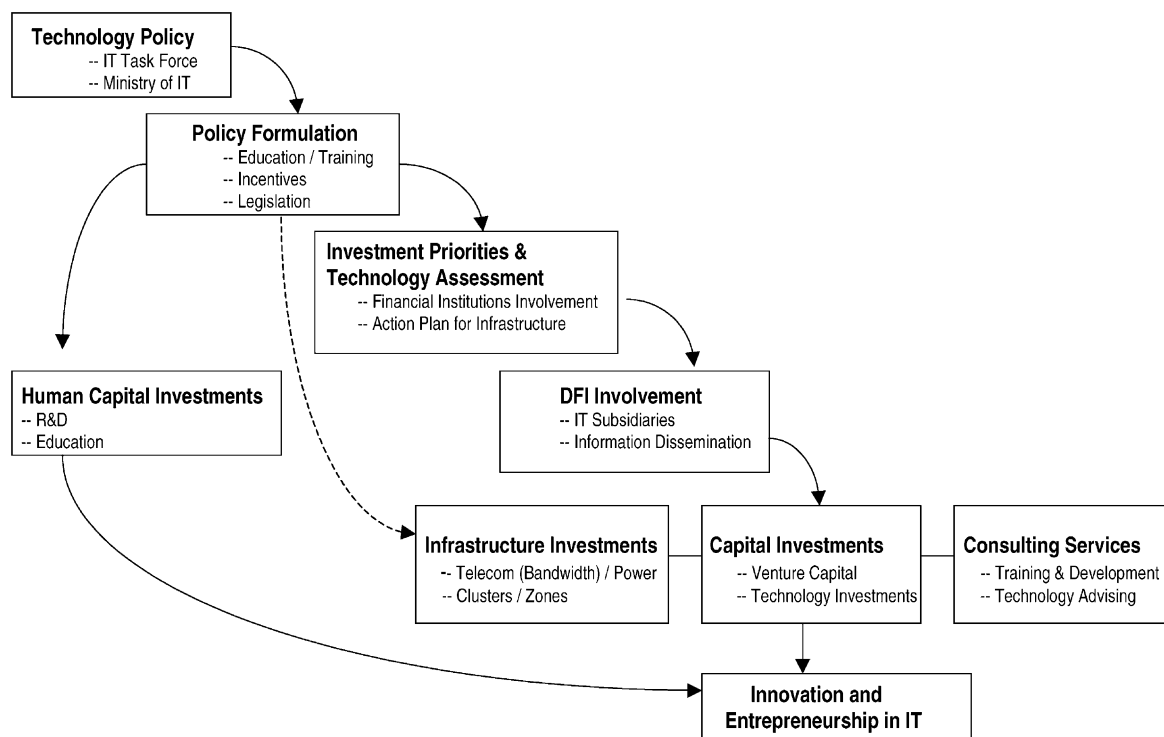 Technology Policy
-- IT Task Force
-- Ministry of IT
Policy Formulation
-- Education / Training
-- Incentives
-- Legislation
Investment Priorities &
Technology Assessment
-- Financial Institutions Involvement
-- Action Plan for Infrastructure
Human Capital Investments
-- R&D
-- Education
DFI Involvement
-- IT Subsidiaries
-- Information Dissemination
Infrastructure Investments
-- Telecom (Bandwidth) / Power
-- Clusters / Zones
Capital Investments
-- Venture Capital
-- Technology Investments
Consulting Services
-- Training & Development
-- Technology Advising
Innovation and
Entrepreneurship in IT